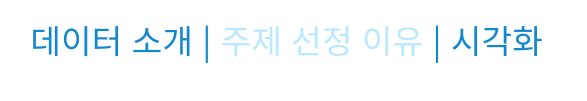 데이터 소개 | 주제 선정 이유 | 시각화